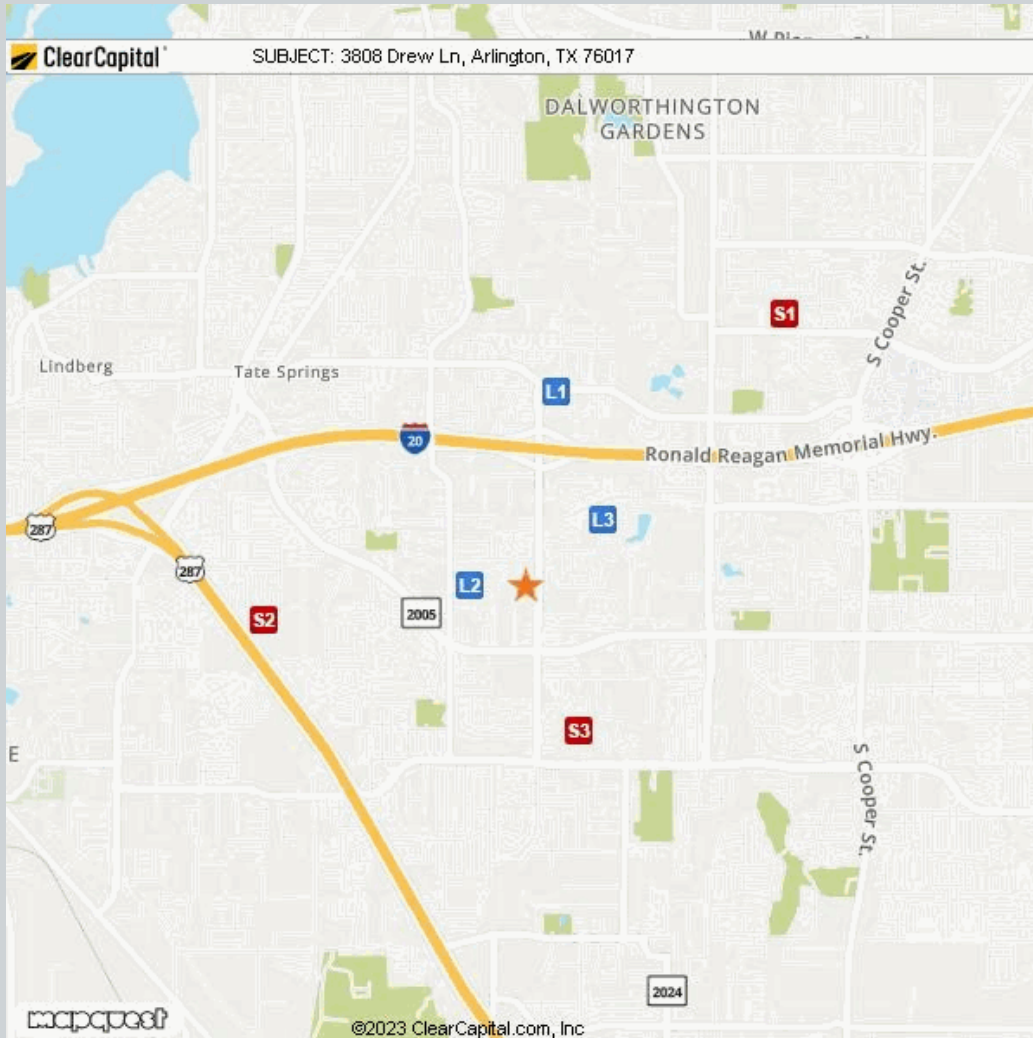 ClearCapital
SUBJECT: 3808 Drew Ln, Arlington, TX 76017
DALWORTHINGTON
GARDENS
S1
S Cooper St.
Lindberg
Tate Springs
L1
20
Ronald Reagan Memorial Hwy.
287
L3
287
L2
2005
S2
S3
E
S Cooper St.
2024
mapquest
©2023 ClearCapital.com, Inc